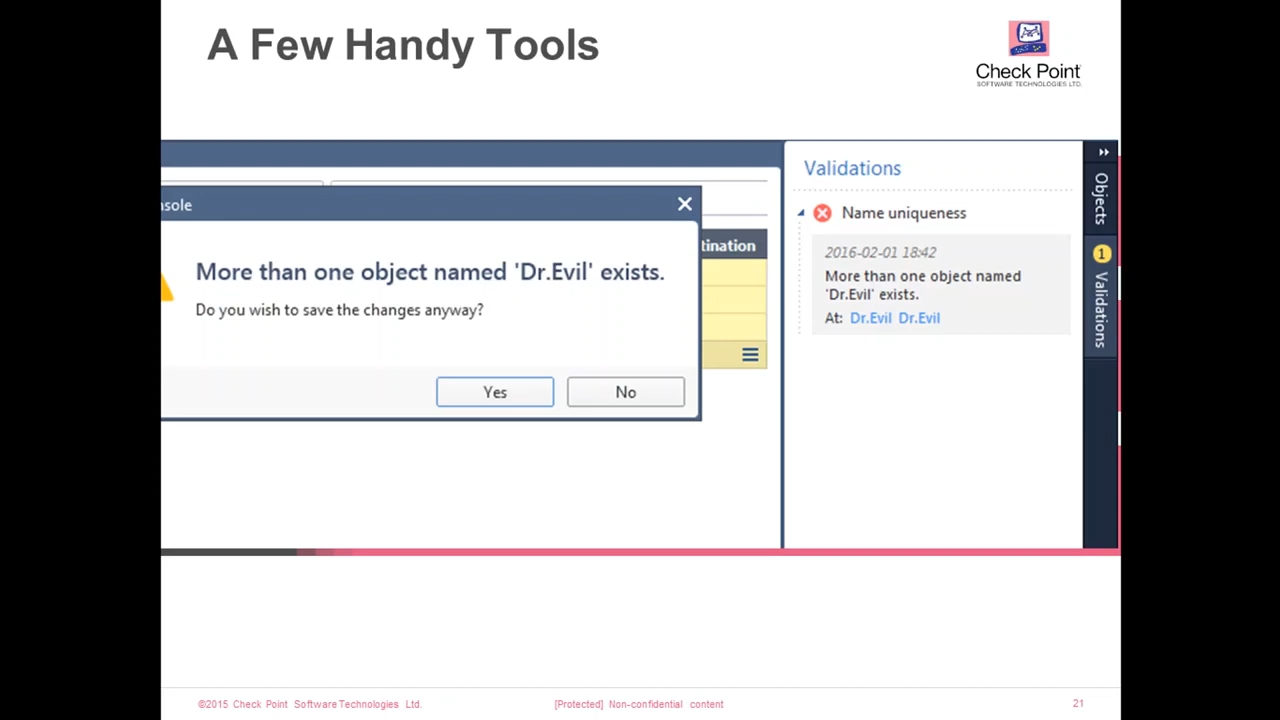 A Few Handy Tools
Check Point
SOFTWARE TECHNOLOGIES LTD.
nsole
More than one object named 'Dr.Evil' exists.
Do you wish to save the changes anyway?
Yes
No
tination
Validations
Name uniqueness
2016-02-01 18:42
More than one object named
'Dr.Evil' exists.
At: Dr.Evil Dr.Evil
Objects
1
Validations
©2015 Check Point Software Technologies Ltd.
[Protected] Non-confidential content
21